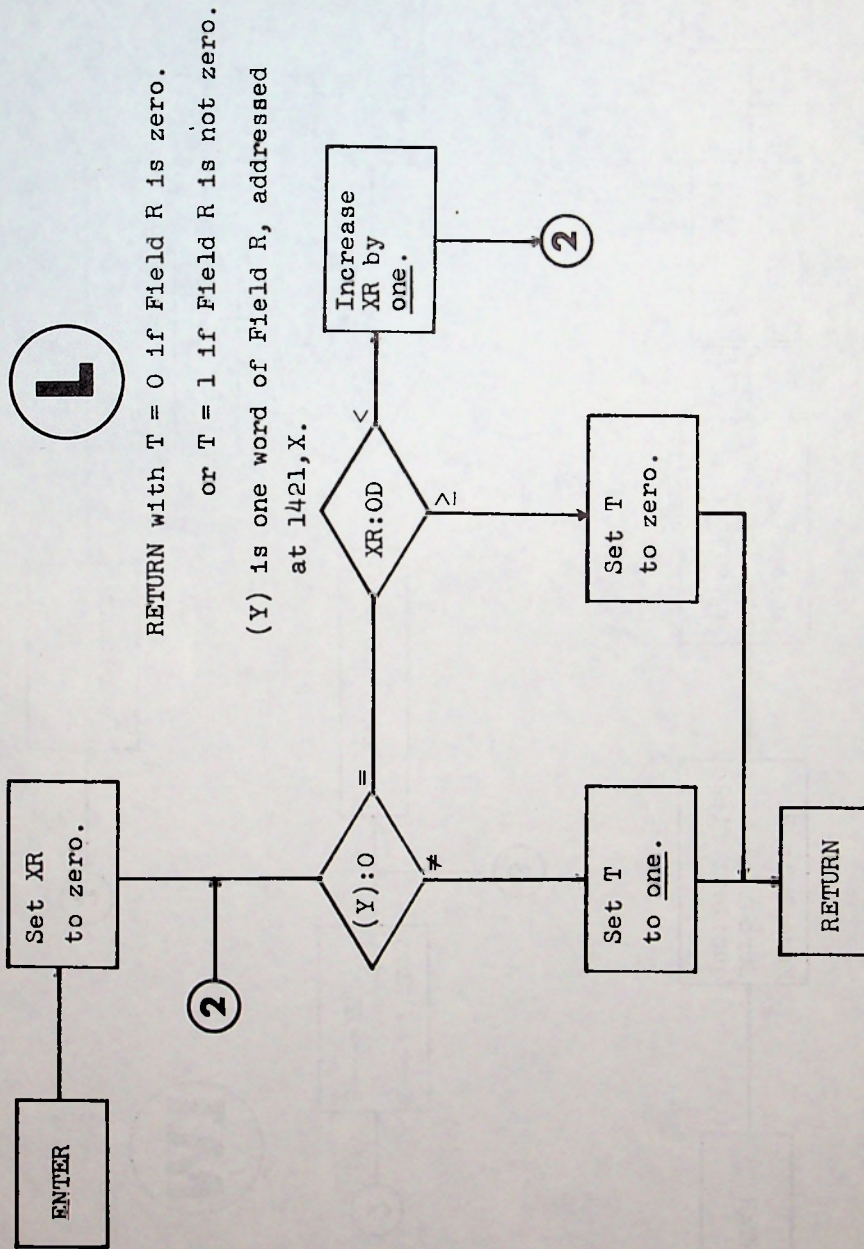 L
RETURN with T = 0 if Field R is zero.
or T = 1 if Field R is not zero.
(Y) is one word of Field R, addressed
at 1421,X.
ENTER
Set XR
to zero.
2
(Y):0
=
≠
XR:OD
<
≥
Increase
XR by
one.
2
Set T
to one.
Set T
to zero.
RETURN